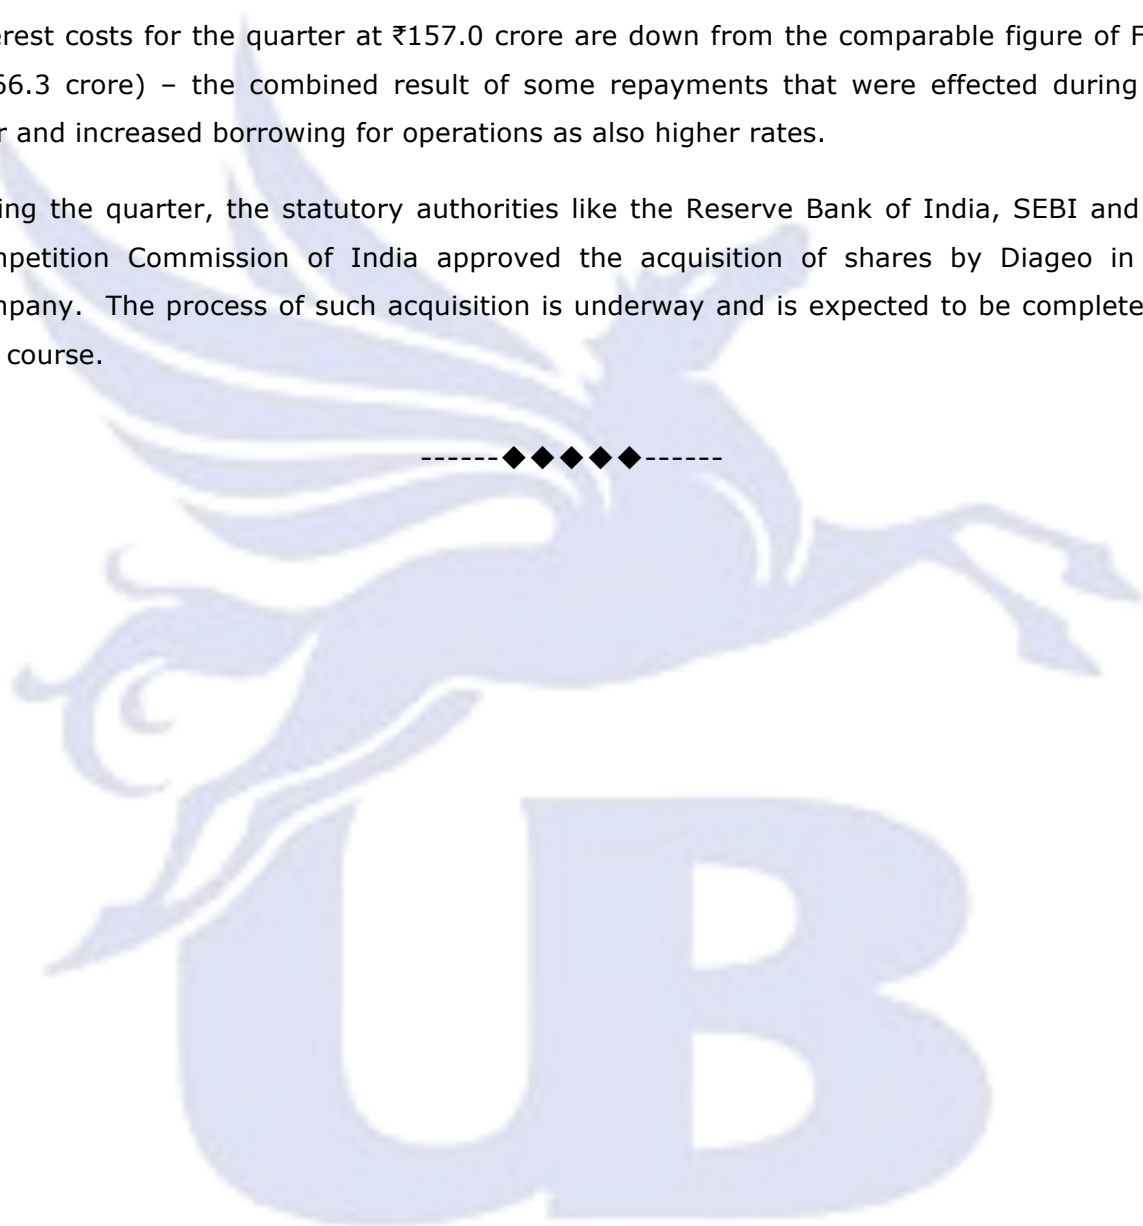 erest costs for the quarter at ₹157.0 crore are down from the comparable figure of F
66.3 crore) – the combined result of some repayments that were effected during
r and increased borrowing for operations as also higher rates.
ing the quarter, the statutory authorities like the Reserve Bank of India, SEBI and
mpetition Commission of India approved the acquisition of shares by Diageo in
mpany. The process of such acquisition is underway and is expected to be complete
course.
------◆◆◆◆◆------
UB